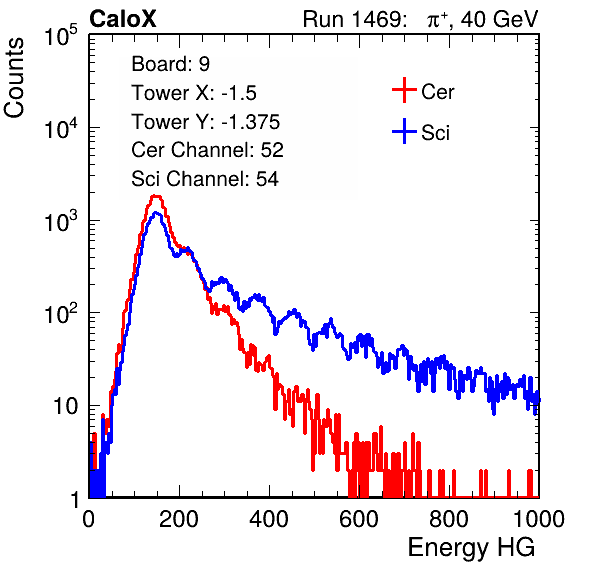 CaloX Run 1469: π⁺, 40 GeV
Counts
10⁵
10⁴
10³
10²
10
1
Board: 9
Tower X: -1.5
Tower Y: -1.375
Cer Channel: 52
Sci Channel: 54
Cer
Sci
0 200 400 600 800 1000
Energy HG